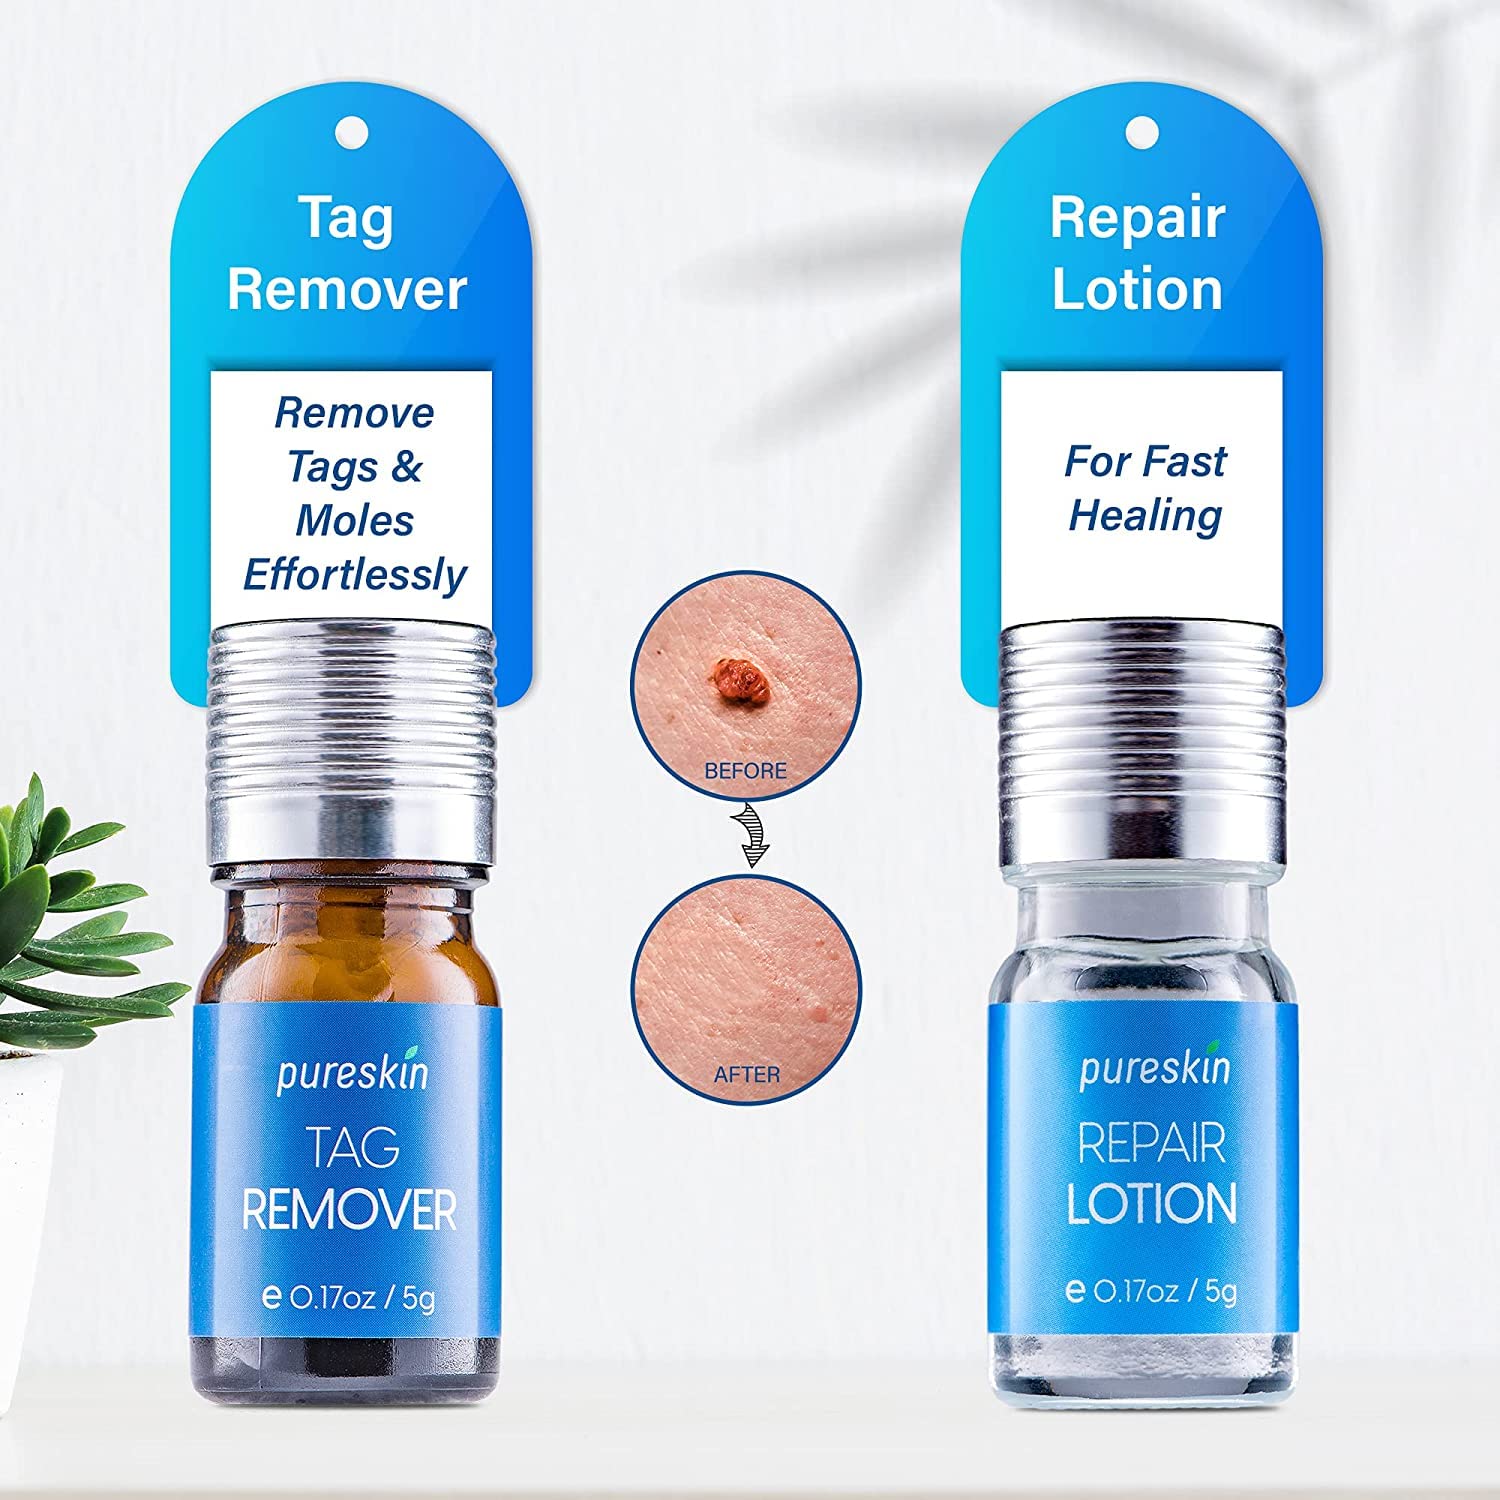 Tag
Remover
Remove
Tags &
Moles
Effortlessly
Repair
Lotion
For Fast
Healing
BEFORE
AFTER
pureskin
TAG
REMOVER
e 0.17oz / 5g
pureskin
REPAIR
LOTION
e 0.17oz / 5g